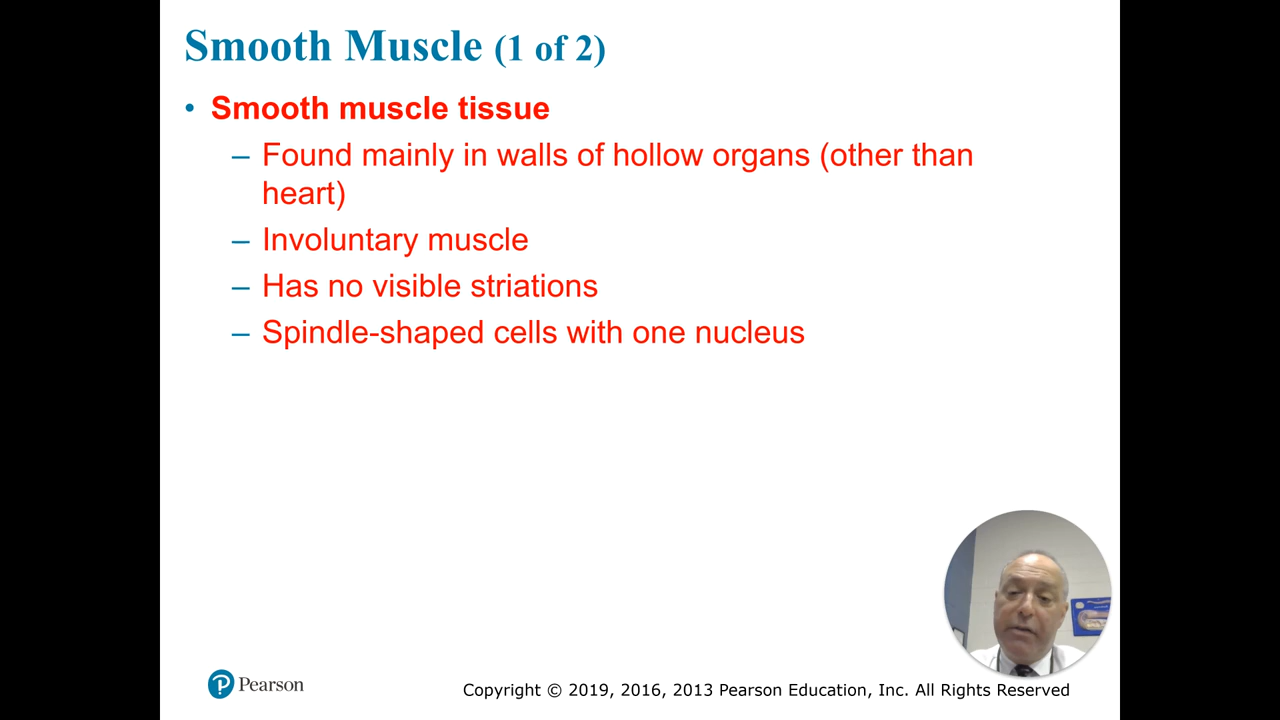 Smooth Muscle (1 of 2)
• Smooth muscle tissue
– Found mainly in walls of hollow organs (other than
heart)
– Involuntary muscle
– Has no visible striations
– Spindle-shaped cells with one nucleus
Pearson
Copyright © 2019, 2016, 2013 Pearson Education, Inc. All Rights Reserved